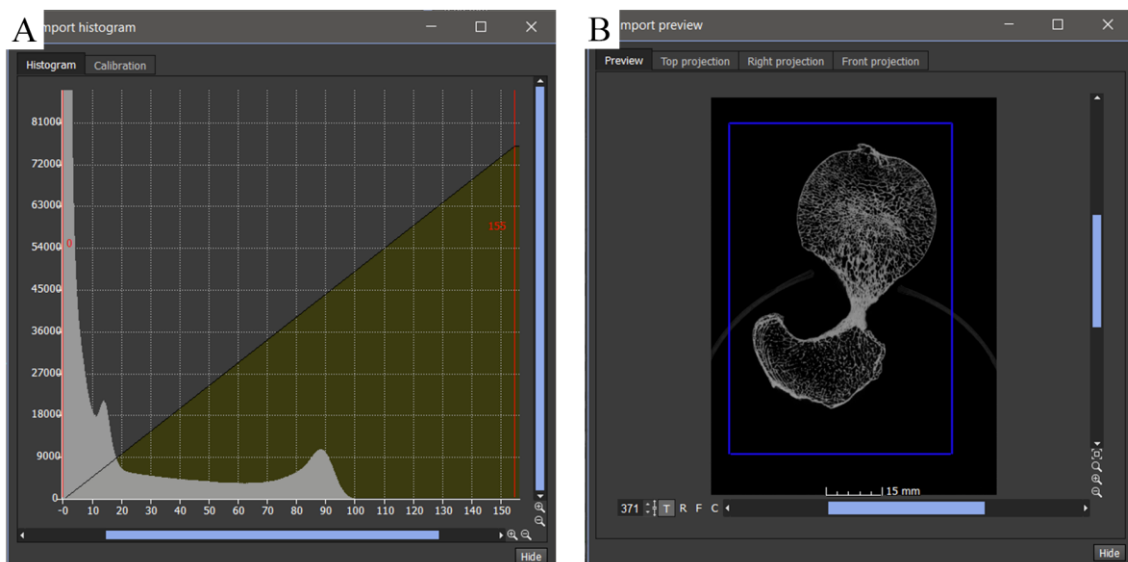 A
mport histogram
Histogram
Calibration
81000
72000
63000
54000
45000
36000
27000
18000
9000
0
0
155
-0 10 20 30 40 50 60 70 80 90 100 110 120 130 140 150
Hide
B
mport preview
Preview
Top projection
Right projection
Front projection
15 mm
371
T R F C
Hide